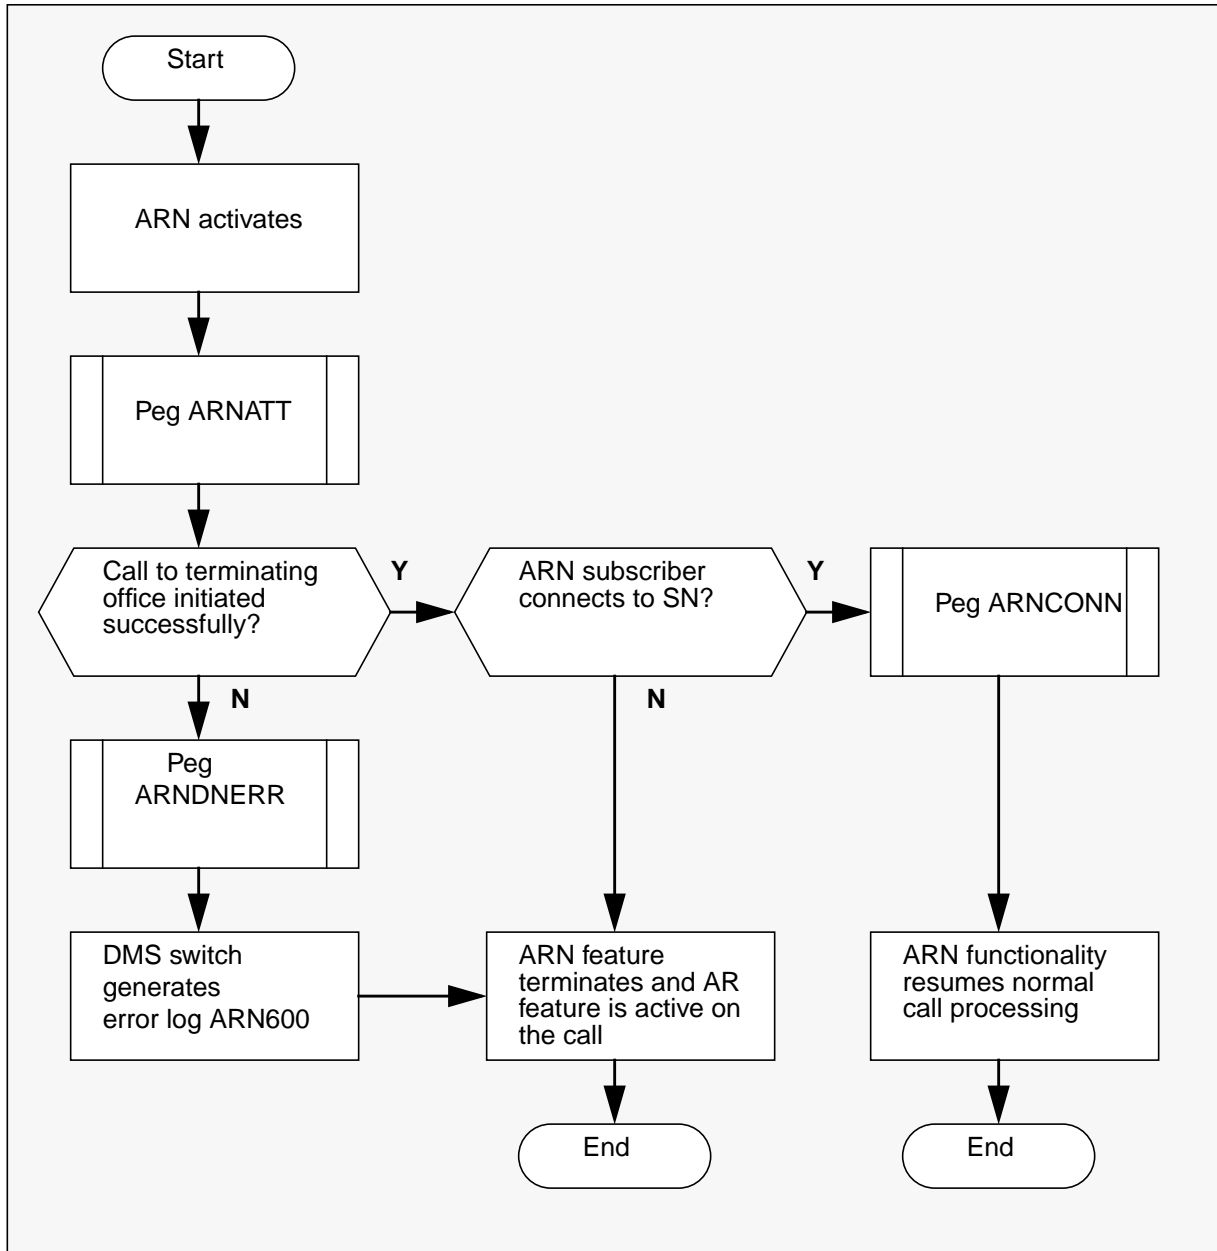 Start
ARN activates
Peg ARNATT
Call to terminating
office initiated
successfully?
Y
ARN subscriber
connects to SN?
Y
Peg ARNCONN
N
N
Peg
ARNDNERR
DMS switch
generates
error log ARN600
ARN feature
terminates and AR
feature is active on
the call
ARN functionality
resumes normal
call processing
End
End